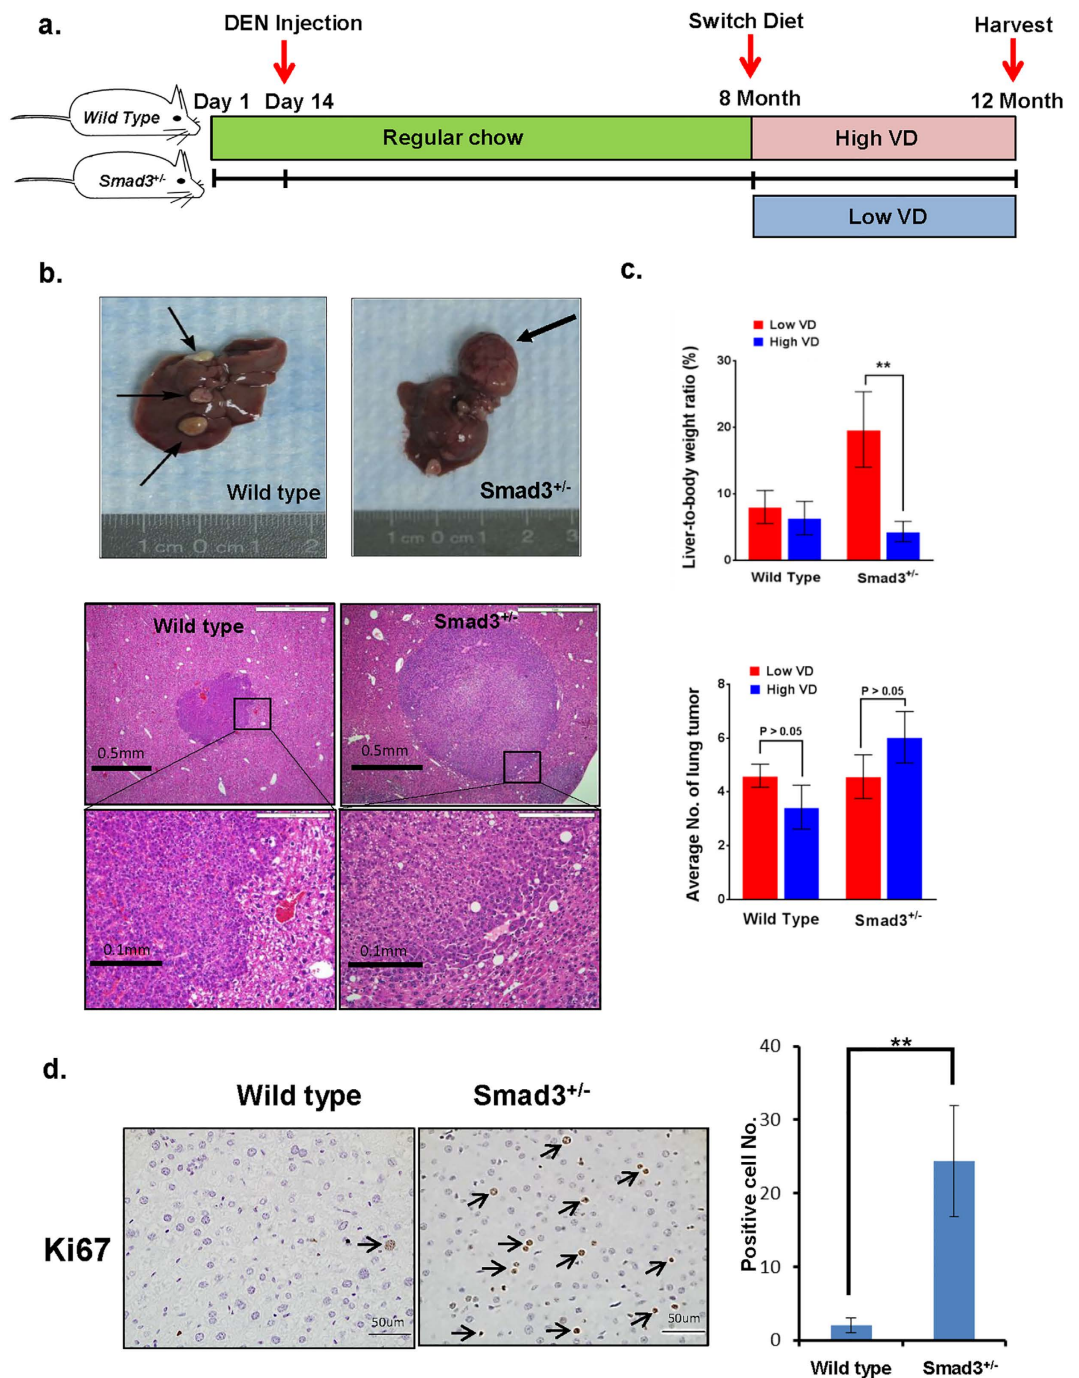 a.
DEN Injection
Switch Diet
Harvest
Day 1
Day 14
8 Month
12 Month
Wild Type
Regular chow
High VD
Smad3+/-
Low VD
b.
Wild type
1 cm 0 cm 1 2
Smad3+/-
1 cm 0 cm 1 2 3
Wild type
0.5mm
Smad3+/-
0.5mm
0.1mm
0.1mm
c.
Low VD
High VD
Liver-to-body weight ratio (%)
30
20
10
0
**
Wild Type
Smad3+/-
Low VD
High VD
Average No. of lung tumor
8
6
4
2
0
P > 0.05
P > 0.05
Wild Type
Smad3+/-
d.
Wild type
Smad3+/-
Ki67
50um
50um
Positive cell No.
40
30
20
10
0
**
Wild type
Smad3+/-